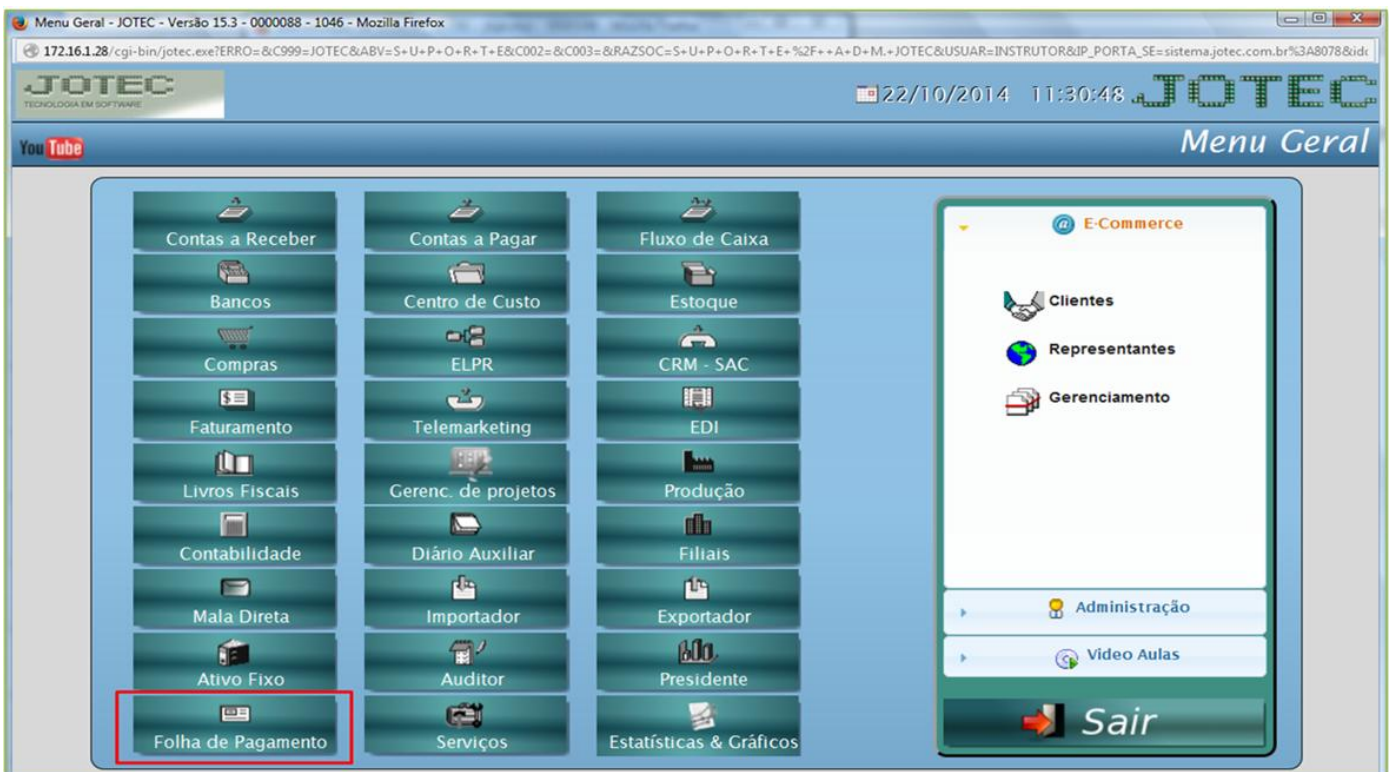 Menu Geral - JOTEC - Versão 15.3 - 0000088 - 1046 - Mozilla Firefox
172.16.1.28/cgi-bin/jotec.exe?ERRO=&C999=JOTEC&ABV=S+U+P+O+R+T+E&C002=&C003=&RAZSOC=S+U+P+O+R+T+E+%2F++A+D+M.+JOTEC&USUAR=INSTRUTOR&IP_PORTA_SE=sistema.jotec.com.br%3A8078&idc
JOTEC
TECNOLOGIA EM SOFTWARE
22/10/2014 11:30:48 JOTEC
You Tube
Menu Geral
Contas a Receber Contas a Pagar Fluxo de Caixa
Bancos Centro de Custo Estoque
Compras ELPR CRM - SAC
Faturamento Telemarketing EDI
Livros Fiscais Gerenc. de projetos Produção
Contabilidade Diário Auxiliar Filiais
Mala Direta Importador Exportador
Ativo Fixo Auditor Presidente
Folha de Pagamento Serviços Estatísticas & Gráficos
E-Commerce
Clientes
Representantes
Gerenciamento
Administração
Video Aulas
Sair